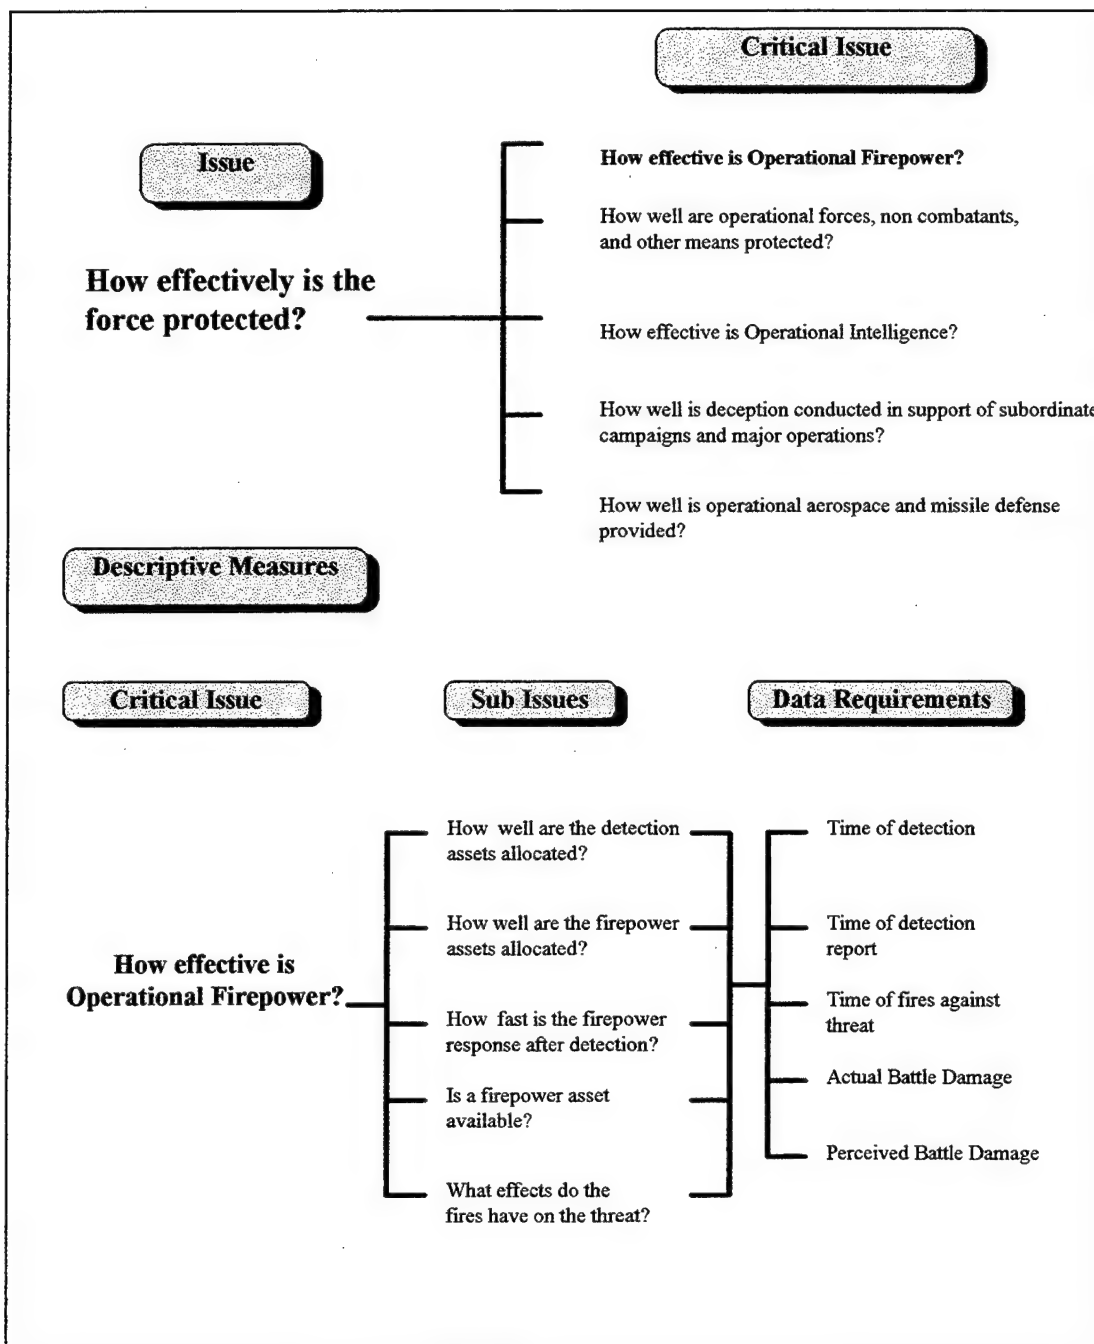 Critical Issue
Issue
How effective is Operational Firepower?
How well are operational forces, non combatants,
and other means protected?
How effectively is the
force protected?
How effective is Operational Intelligence?
How well is deception conducted in support of subordinate
campaigns and major operations?
How well is operational aerospace and missile defense
provided?
Descriptive Measures
Critical Issue
Sub Issues
Data Requirements
How effective is
Operational Firepower?
How well are the detection
assets allocated?
How well are the firepower
assets allocated?
How fast is the firepower
response after detection?
Is a firepower asset
available?
What effects do the
fires have on the threat?
Time of detection
Time of detection
report
Time of fires against
threat
Actual Battle Damage
Perceived Battle Damage